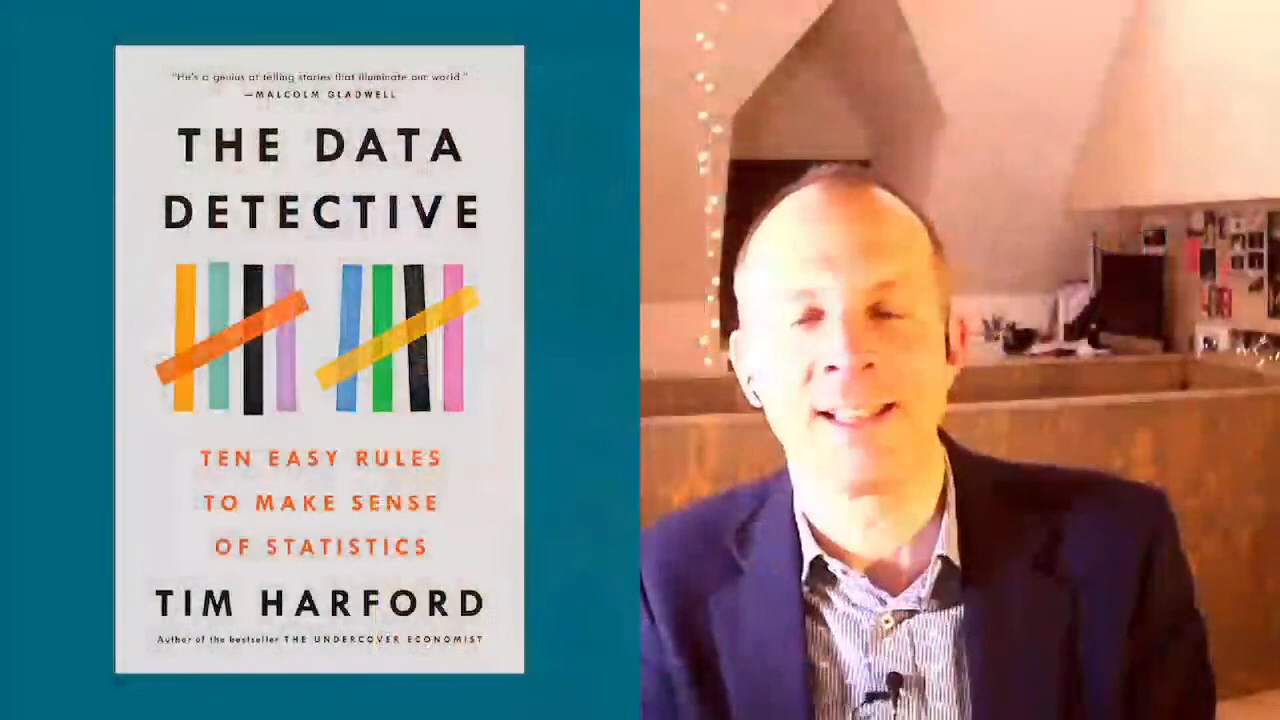 "He's a genius at telling stories that illuminate our world."
—MALCOLM GLADWELL
THE DATA
DETECTIVE
TEN EASY RULES
TO MAKE SENSE
OF STATISTICS
TIM HARFORD
Author of the bestseller THE UNDERCOVER ECONOMIST